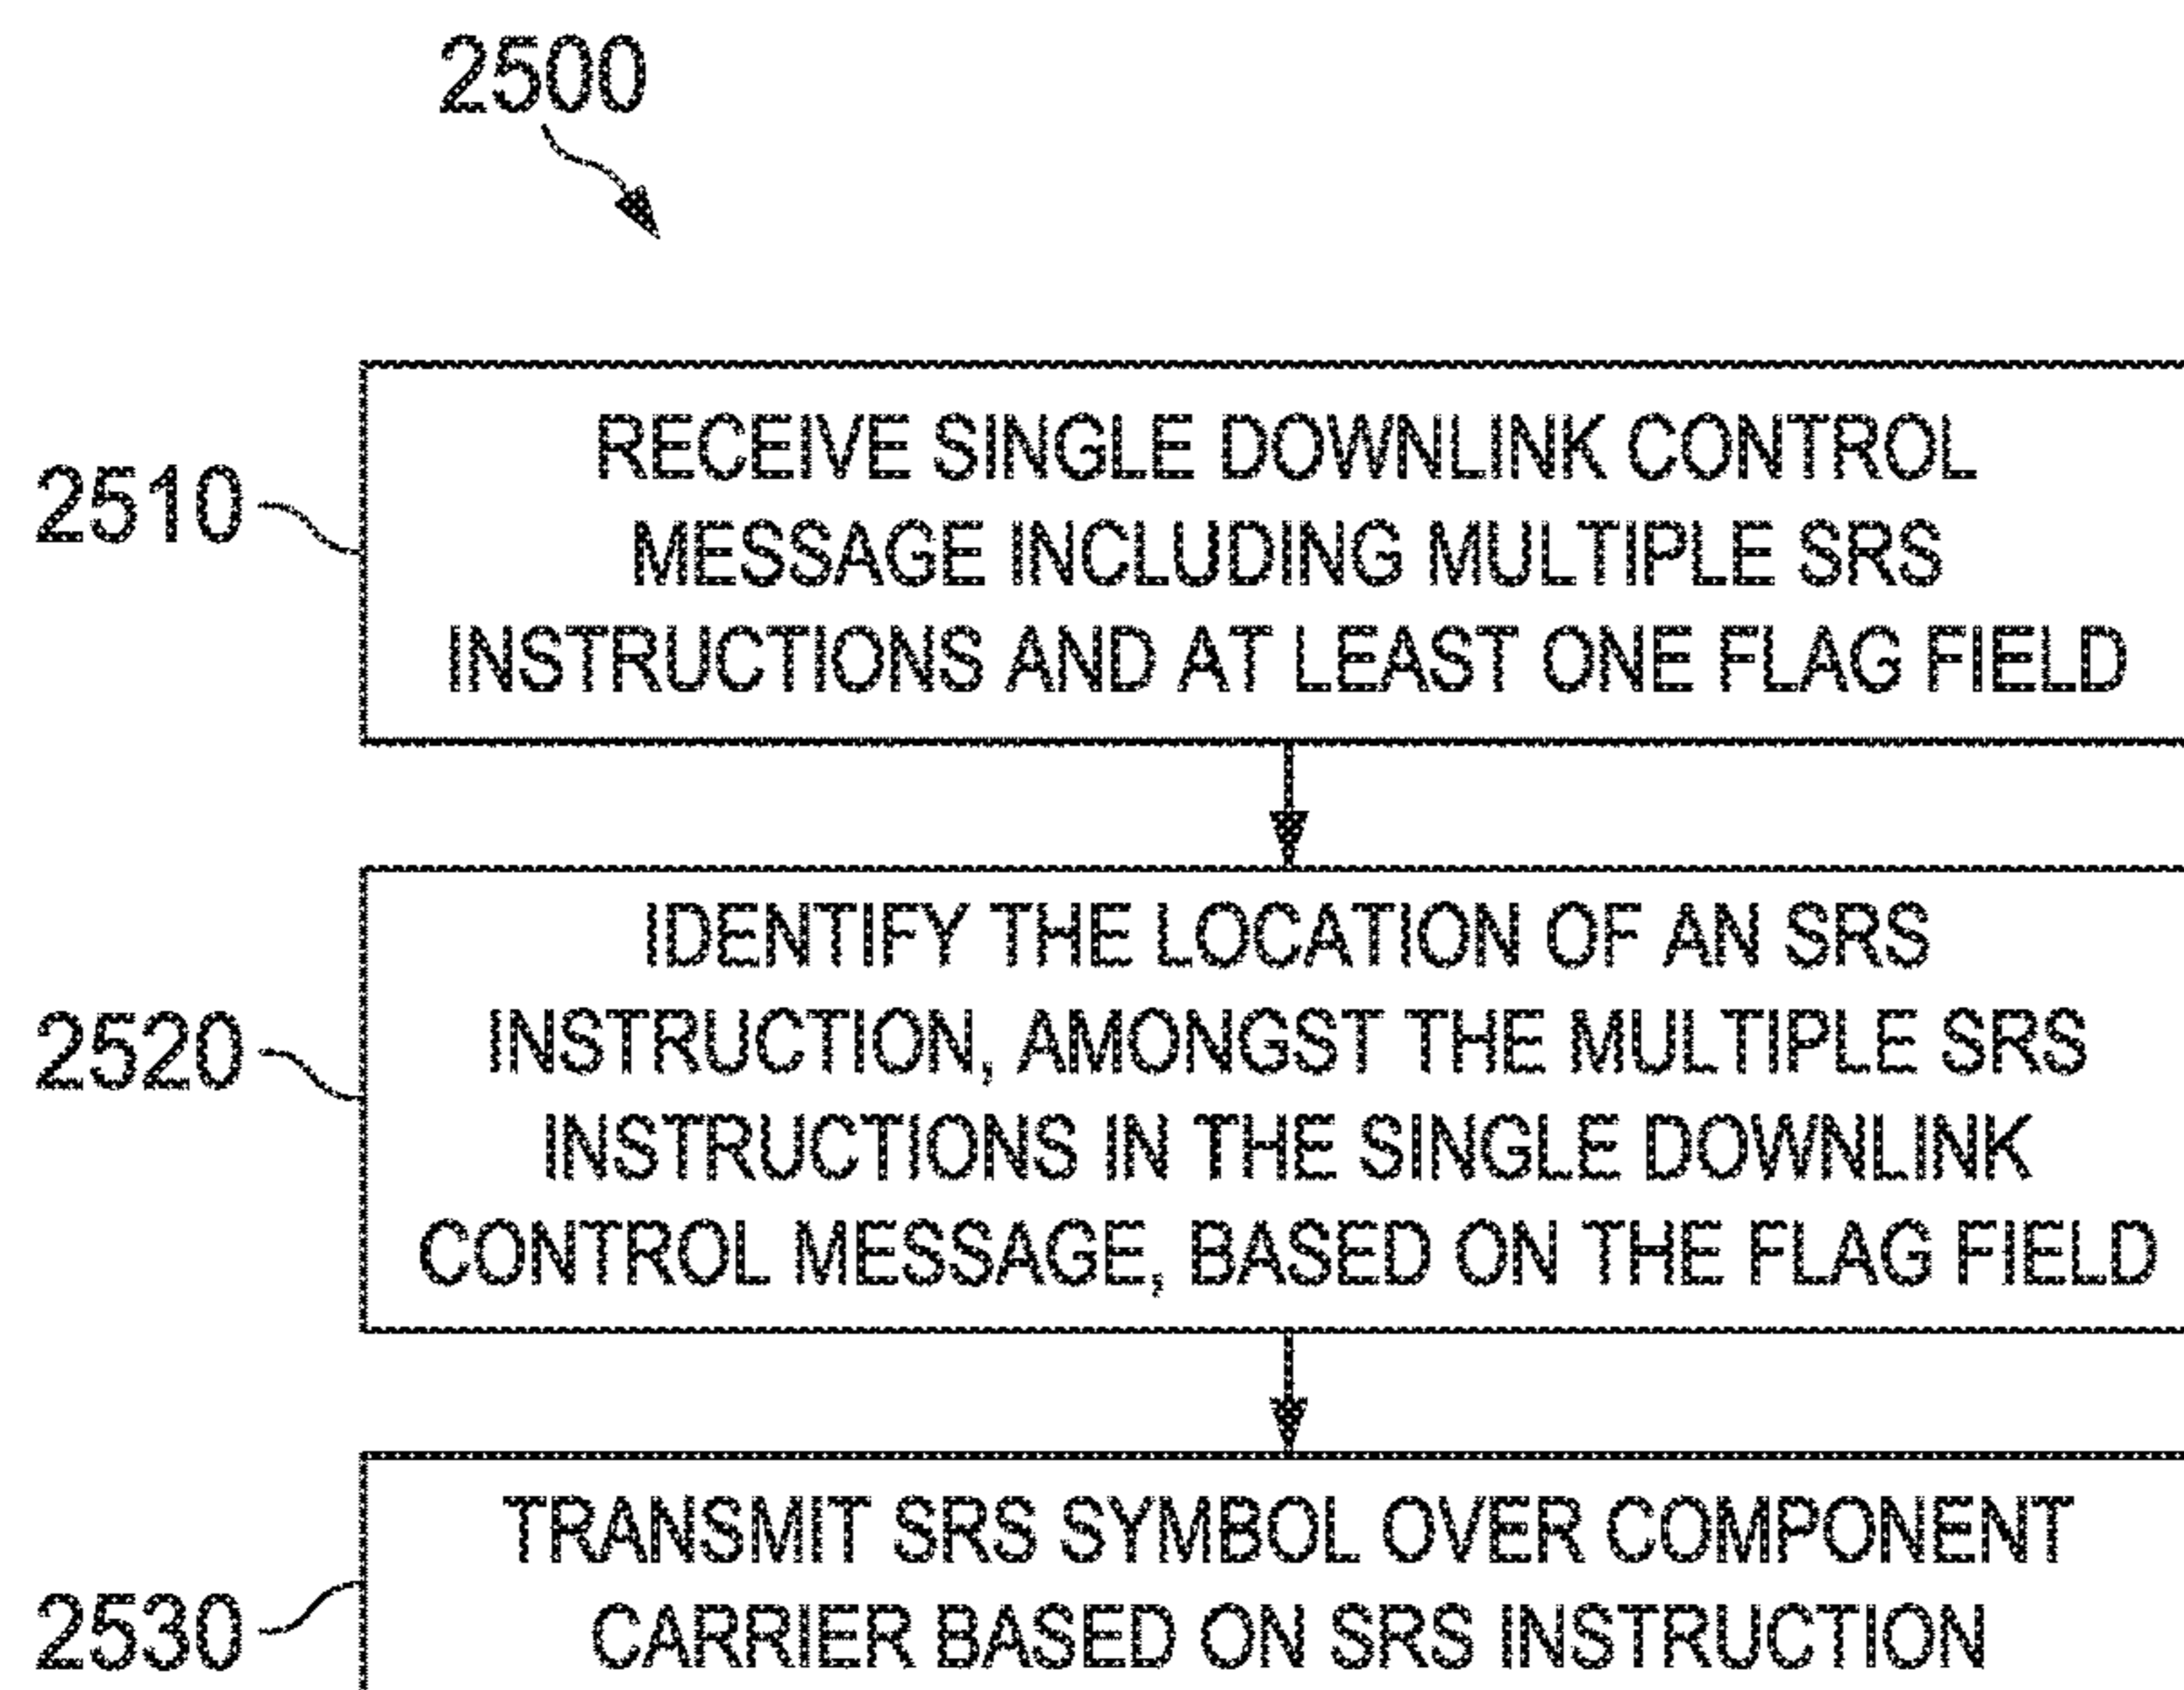 2500
2510
RECEIVE SINGLE DOWNLINK CONTROL
MESSAGE INCLUDING MULTIPLE SRS
INSTRUCTIONS AND AT LEAST ONE FLAG FIELD
2520
IDENTIFY THE LOCATION OF AN SRS
INSTRUCTION, AMONGST THE MULTIPLE SRS
INSTRUCTIONS IN THE SINGLE DOWNLINK
CONTROL MESSAGE, BASED ON THE FLAG FIELD
2530
TRANSMIT SRS SYMBOL OVER COMPONENT
CARRIER BASED ON SRS INSTRUCTION